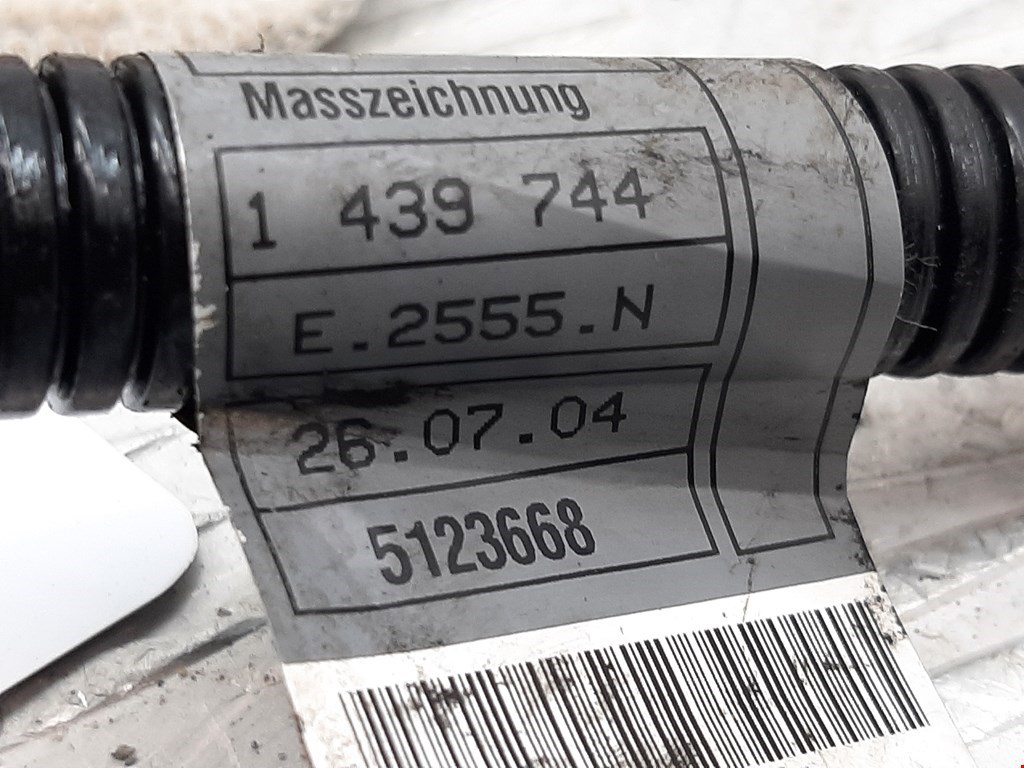 Masszeichnung
1 439 744
E.2555.N
26.07.04
5123668